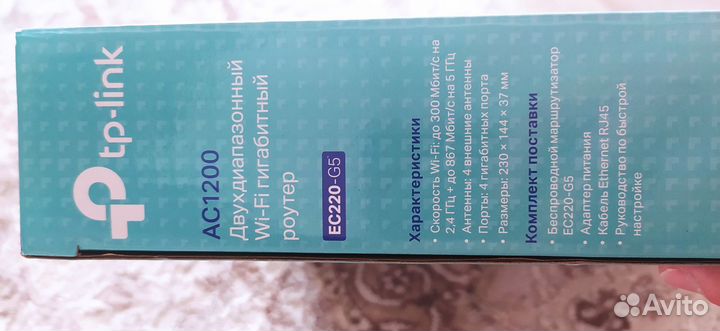 tp-link
AC1200
Двухдиапазонный
Wi-Fi гигабитный
роутер
EC220-G5
Характеристики
• Скорость Wi-Fi: до 300 Мбит/с на
2,4 ГГц + до 867 Мбит/с на 5 ГГц
• Антенны: 4 внешние антенны
• Порты: 4 гигабитных порта
• Размеры: 230 × 144 × 37 мм
Комплект поставки
• Беспроводной маршрутизатор
EC220-G5
• Адаптер питания
• Кабель Ethernet RJ45
• Руководство по быстрой
настройке
Avito